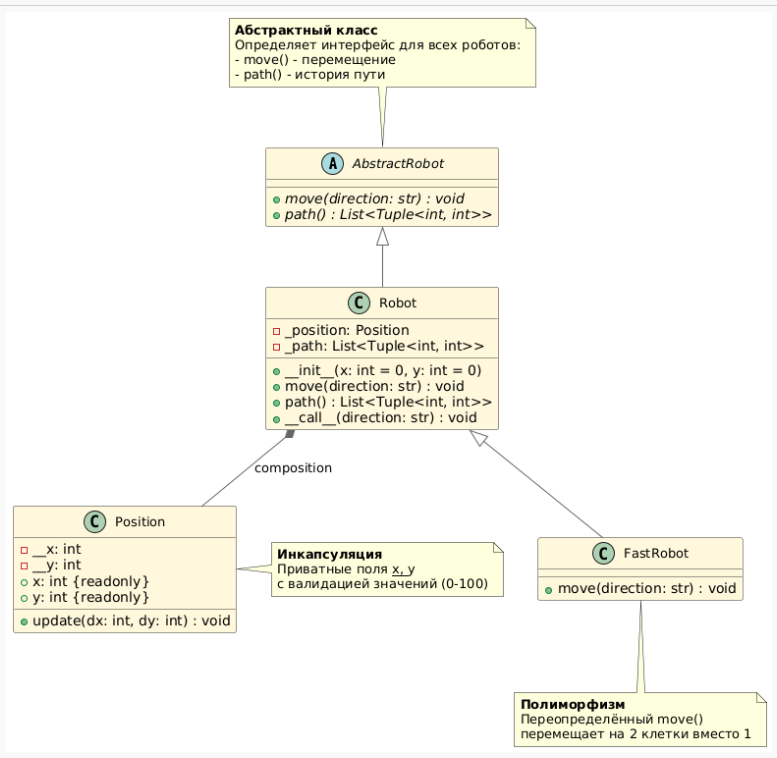 Абстрактный класс
Определяет интерфейс для всех роботов:
- move() - перемещение
- path() - история пути
A AbstractRobot
move(direction: str) : void
path() : List<Tuple<int, int>>
C Robot
_position: Position
_path: List<Tuple<int, int>>
__init__(x: int = 0, y: int = 0)
move(direction: str) : void
path() : List<Tuple<int, int>>
__call__(direction: str) : void
composition
C Position
__x: int
__y: int
x: int {readonly}
y: int {readonly}
update(dx: int, dy: int) : void
Инкапсуляция
Приватные поля x, y
с валидацией значений (0-100)
C FastRobot
move(direction: str) : void
Полиморфизм
Переопределённый move()
перемещает на 2 клетки вместо 1